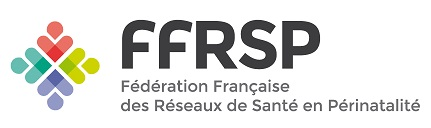 FFRSP
Fédération Française
des Réseaux de Santé en Périnatalité